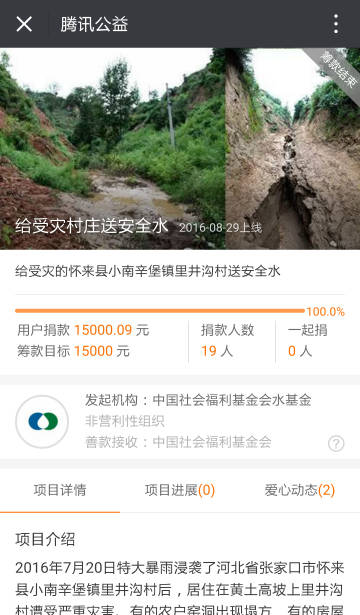 腾讯公益
筹款结束
给受灾村庄送安全水 2016-08-29上线
给受灾的怀来县小南辛堡镇里井沟村送安全水
100.0%
用户捐款 15000.09 元 捐款人数 一起捐
筹款目标 15000 元 19 人 0 人
发起机构：中国社会福利基金会水基金
非营利性组织
善款接收：中国社会福利基金会 ?
项目详情 项目进展(0) 爱心动态(2)
项目介绍
2016年7月20日特大暴雨浸袭了河北省张家口市怀来
县小南辛堡镇里井沟村后，居住在黄土高坡上里井沟
村遭受严重灾害，有的农户窑洞出现塌方，有的房屋